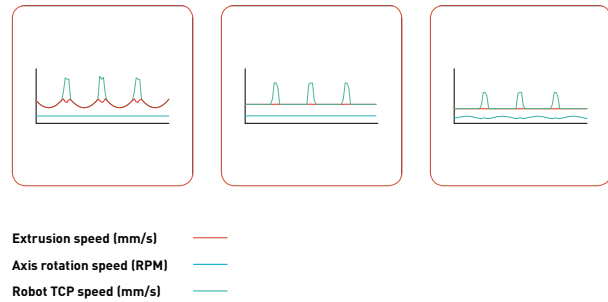 Extrusion speed (mm/s)
Axis rotation speed (RPM)
Robot TCP speed (mm/s)